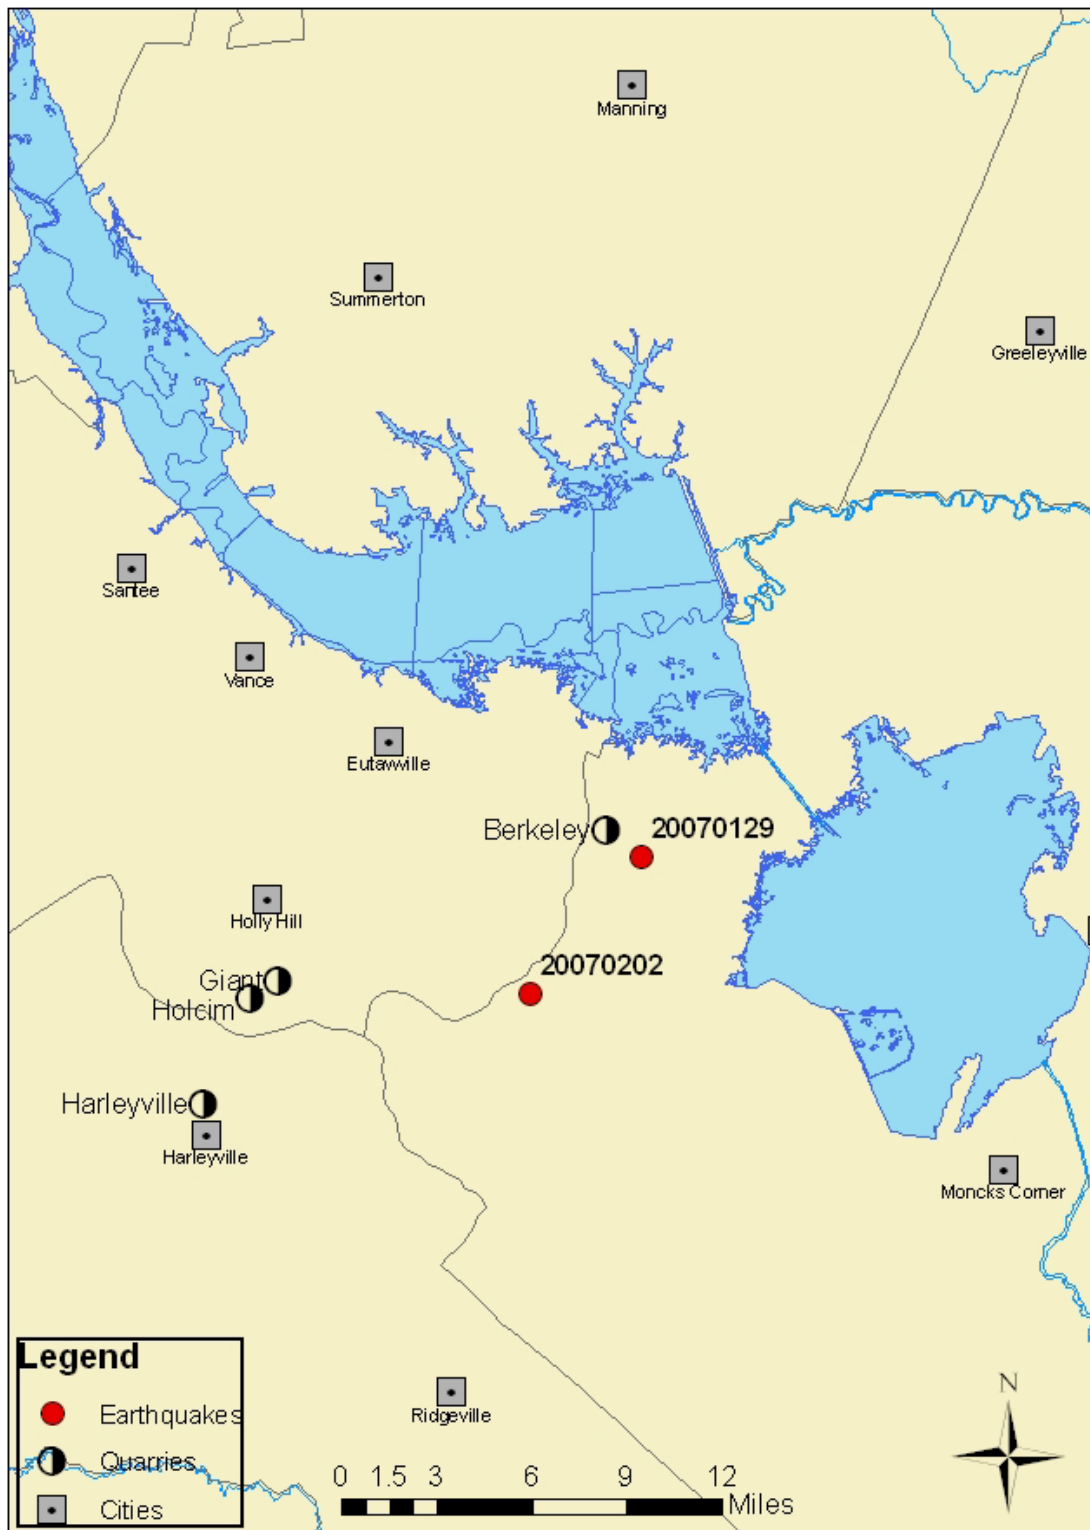 Manning
Summerton
Greeleyville
Santee
Vance
Eutawville
Berkeley
20070129
Holly Hill
20070202
Giant
Holcim
Harleyville
Harleyville
Moncks Corner
Legend
Earthquakes
Quarries
Cities
Ridgeville
N
0 1.5 3 6 9 12
Miles